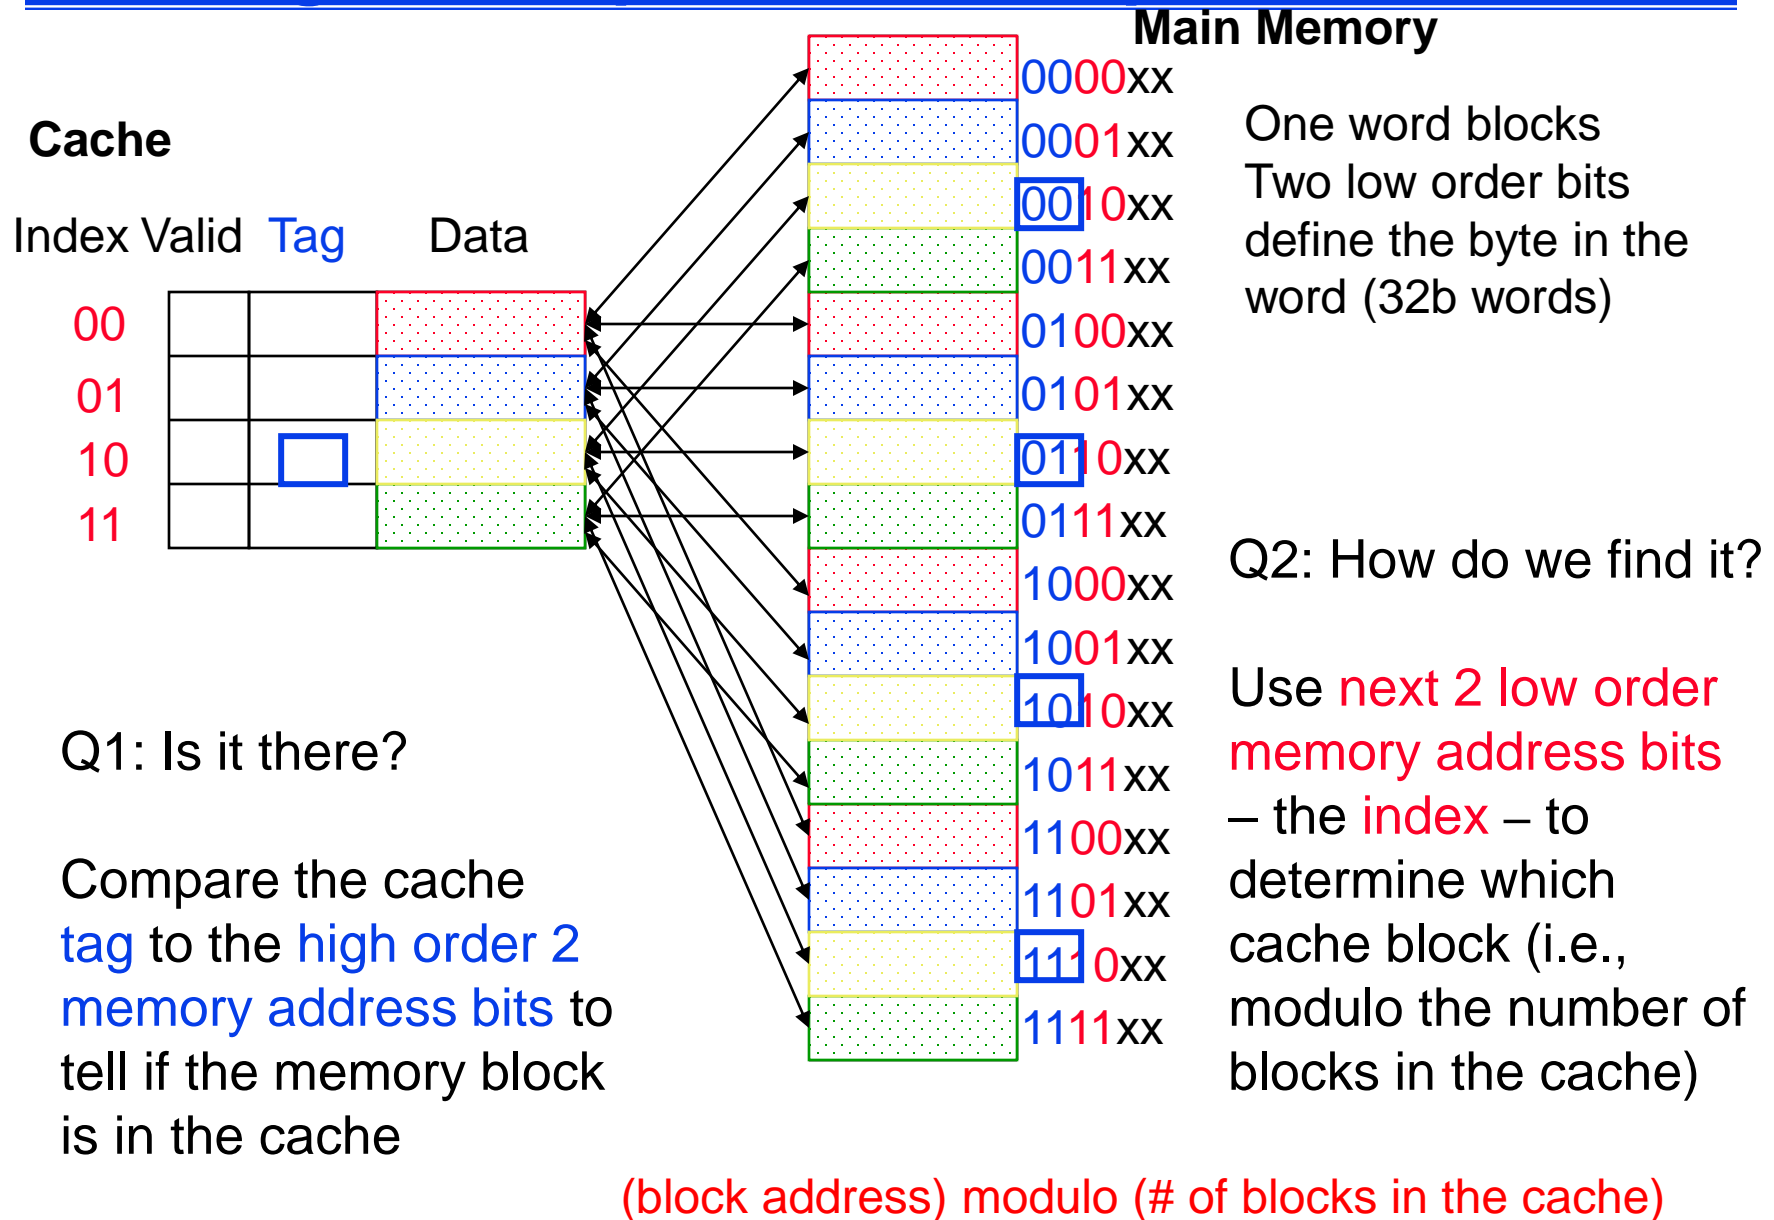 Main Memory
Cache
Index Valid Tag Data
00
01
10
11
0000xx
0001xx
0010xx
0011xx
0100xx
0101xx
0110xx
0111xx
1000xx
1001xx
1010xx
1011xx
1100xx
1101xx
1110xx
1111xx
One word blocks
Two low order bits
define the byte in the
word (32b words)
Q1: Is it there?
Compare the cache
tag to the high order 2
memory address bits to
tell if the memory block
is in the cache
Q2: How do we find it?
Use next 2 low order
memory address bits
– the index – to
determine which
cache block (i.e.,
modulo the number of
blocks in the cache)
(block address) modulo (# of blocks in the cache)